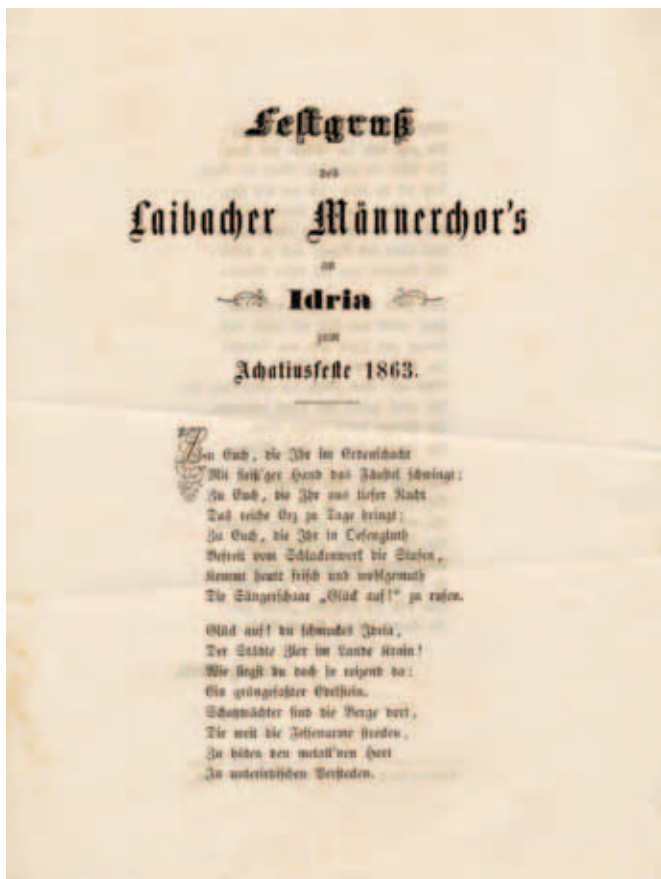 Festgruß
des
Laibacher Männerchor's
an
Idria
zum
Achatiusfeste 1863.
Zu Euch, die Ihr im Erdenschacht
Mit fleiß'ger Hand das Fäustel schwingt;
Zu Euch, die Ihr aus tiefer Nacht
Das reiche Erz zu Tage bringt;
Zu Euch, die Ihr in Ofengluth
Befreit vom Schlackenwerk die Stufen,
Kommt heute frisch und wohlgemuth
Die Sängerschaar „Glück auf!" zu rufen.
Glück auf! du schmuckes Idria,
Der Städte Zier im Lande Krain!
Wie liegst du doch so reizend da:
Ein grüngefaßter Edelstein.
Schatzwächter sind die Berge dort,
Die weit die Felsenarme strecken,
Zu hüten den metall'nen Hort
In unterirdischen Verstecken.